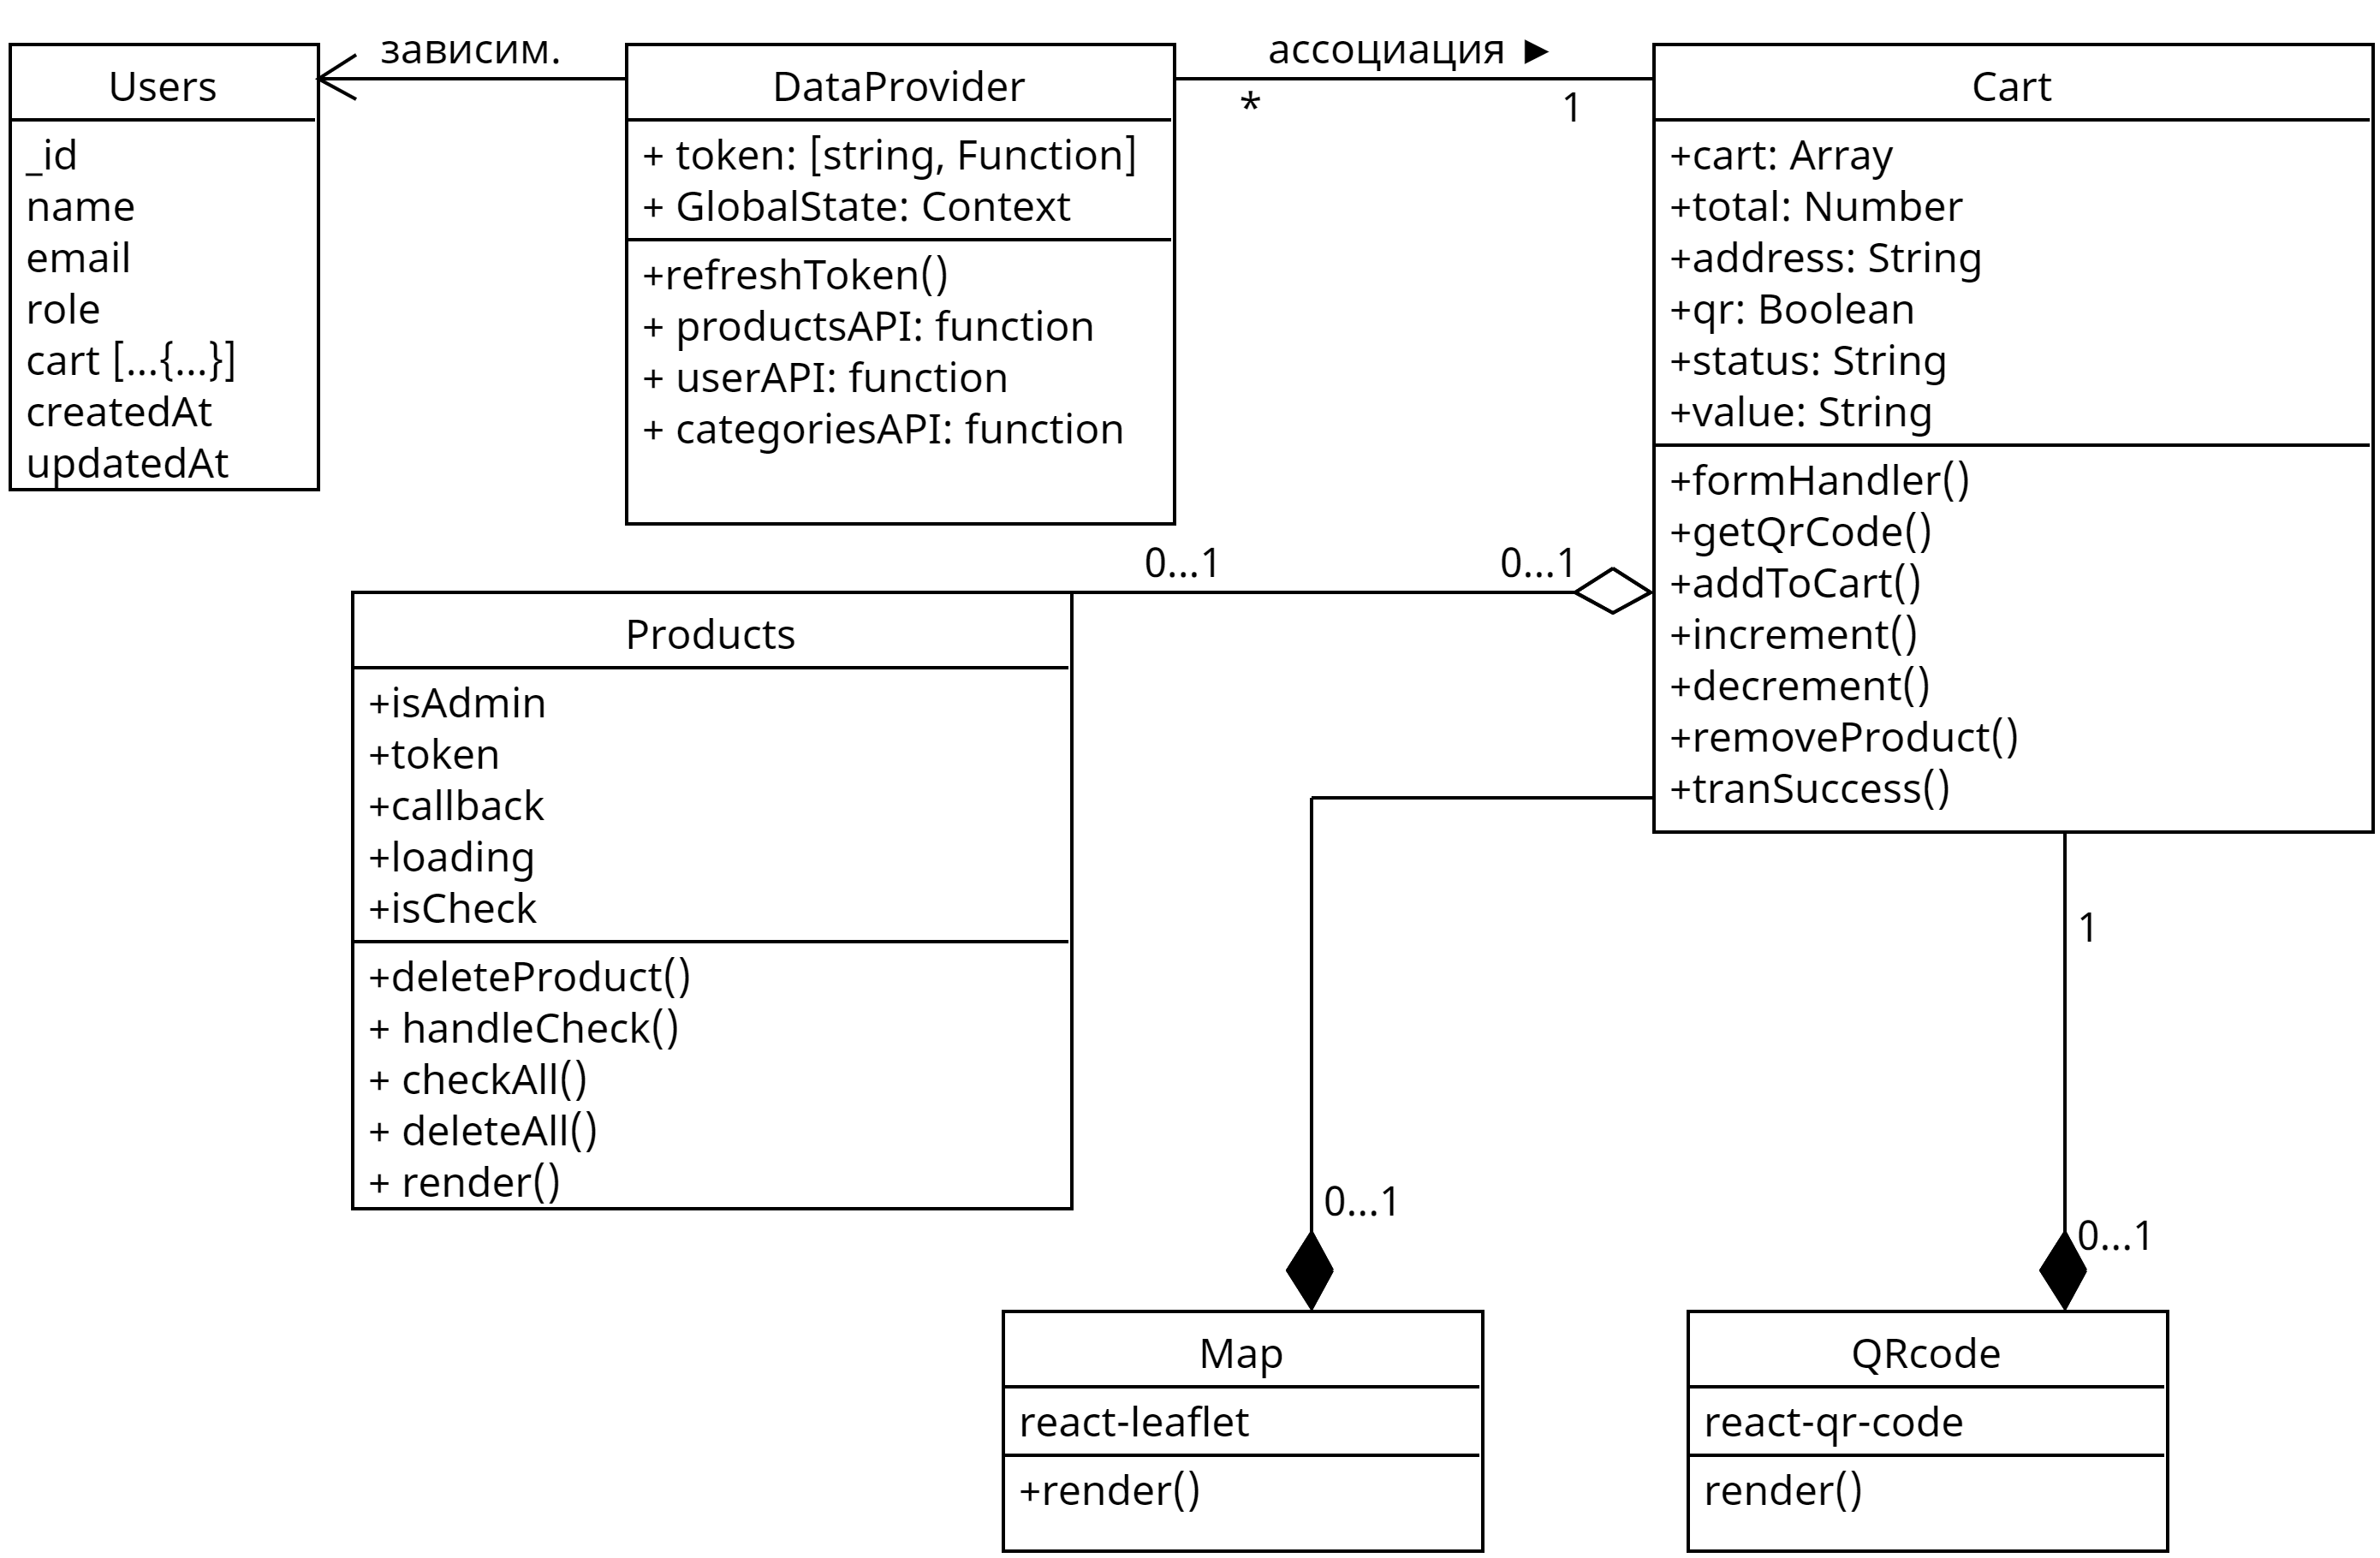 зависим.
ассоциация ►
*
1
Users
_id
name
email
role
cart [...{...}]
createdAt
updatedAt
DataProvider
+ token: [string, Function]
+ GlobalState: Context
+refreshToken()
+ productsAPI: function
+ userAPI: function
+ categoriesAPI: function
Cart
+cart: Array
+total: Number
+address: String
+qr: Boolean
+status: String
+value: String
+formHandler()
+getQrCode()
+addToCart()
+increment()
+decrement()
+removeProduct()
+tranSuccess()
0...1
0...1
Products
+isAdmin
+token
+callback
+loading
+isCheck
+deleteProduct()
+ handleCheck()
+ checkAll()
+ deleteAll()
+ render()
1
0...1
0...1
Map
react-leaflet
+render()
QRcode
react-qr-code
render()